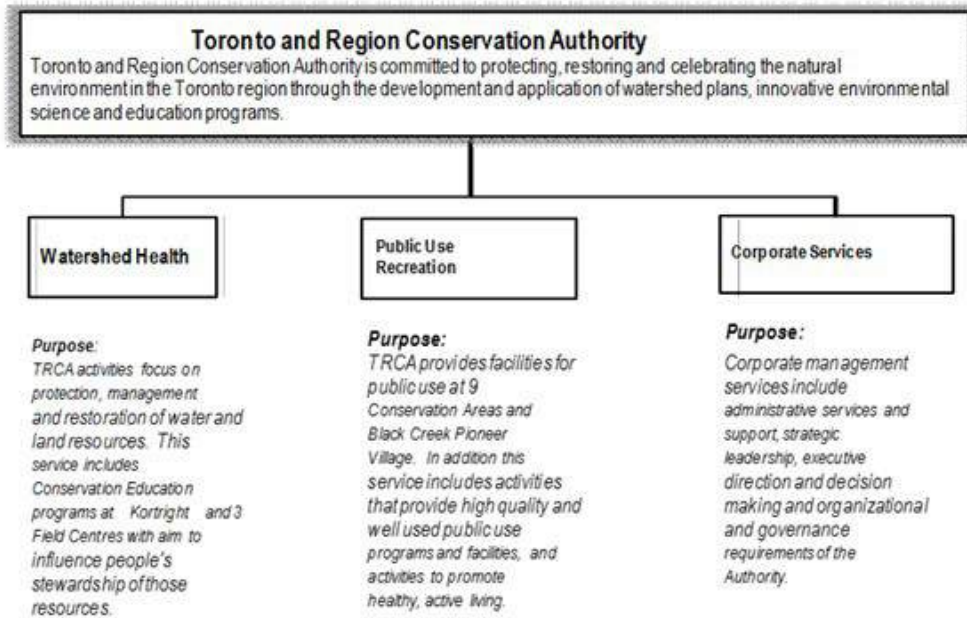 Toronto and Region Conservation Authority
Toronto and Region Conservation Authority is committed to protecting, restoring and celebrating the natural
environment in the Toronto region through the development and application of watershed plans, innovative environmental
science and education programs.
Watershed Health
Purpose:
TRCA activities focus on
protection, management
and restoration of water and
land resources. This
service includes
Conservation Education
programs at Kortright and 3
Field Centres with aim to
influence people's
stewardship of those
resources.
Public Use
Recreation
Purpose:
TRCA provides facilities for
public use at 9
Conservation Areas and
Black Creek Pioneer
Village. In addition this
service includes activities
that provide high quality and
well used public use
programs and facilities, and
activities to promote
healthy, active living.
Corporate Services
Purpose:
Corporate management
services include
administrative services and
support, strategic
leadership, executive
direction and decision
making and organizational
and governance
requirements of the
Authority.